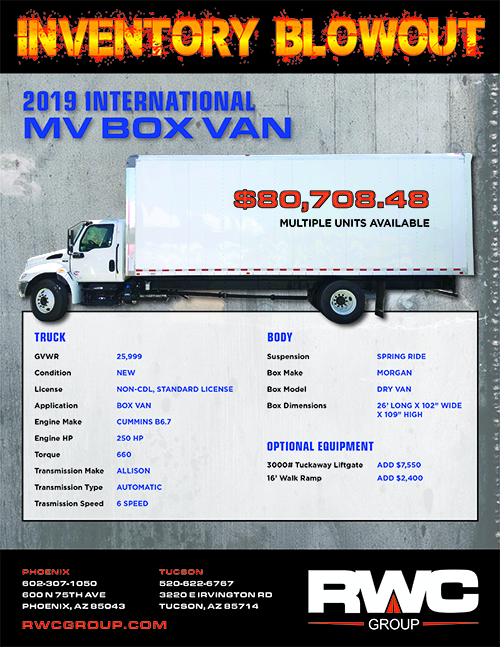 INVENTORY BLOWOUT
2019 INTERNATIONAL
MV BOX VAN
$80,708.48
MULTIPLE UNITS AVAILABLE
TRUCK
GVWR 25,999
Condition NEW
License NON-CDL, STANDARD LICENSE
Application BOX VAN
Engine Make CUMMINS B6.7
Engine HP 250 HP
Torque 660
Transmission Make ALLISON
Transmission Type AUTOMATIC
Trasmission Speed 6 SPEED
BODY
Suspension SPRING RIDE
Box Make MORGAN
Box Model DRY VAN
Box Dimensions 26' LONG X 102" WIDE
X 109" HIGH
OPTIONAL EQUIPMENT
3000# Tuckaway Liftgate ADD $7,550
16' Walk Ramp ADD $2,400
PHOENIX
602-307-1050
600 N 75TH AVE
PHOENIX, AZ 85043
TUCSON
520-622-6767
3220 E IRVINGTON RD
TUCSON, AZ 85714
RWCGROUP.COM
RWC
GROUP